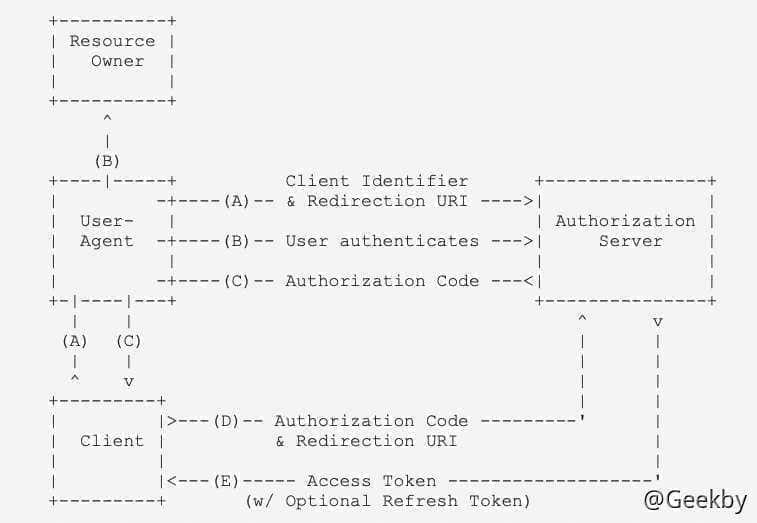 Resource
Owner
(B)
Client Identifier
(A) & Redirection URI
User-
Agent
Authorization
Server
(B) User authenticates
(C) Authorization Code
(A) (C)
(D) Authorization Code
Client
& Redirection URI
(E) Access Token
(w/ Optional Refresh Token)
@Geekby